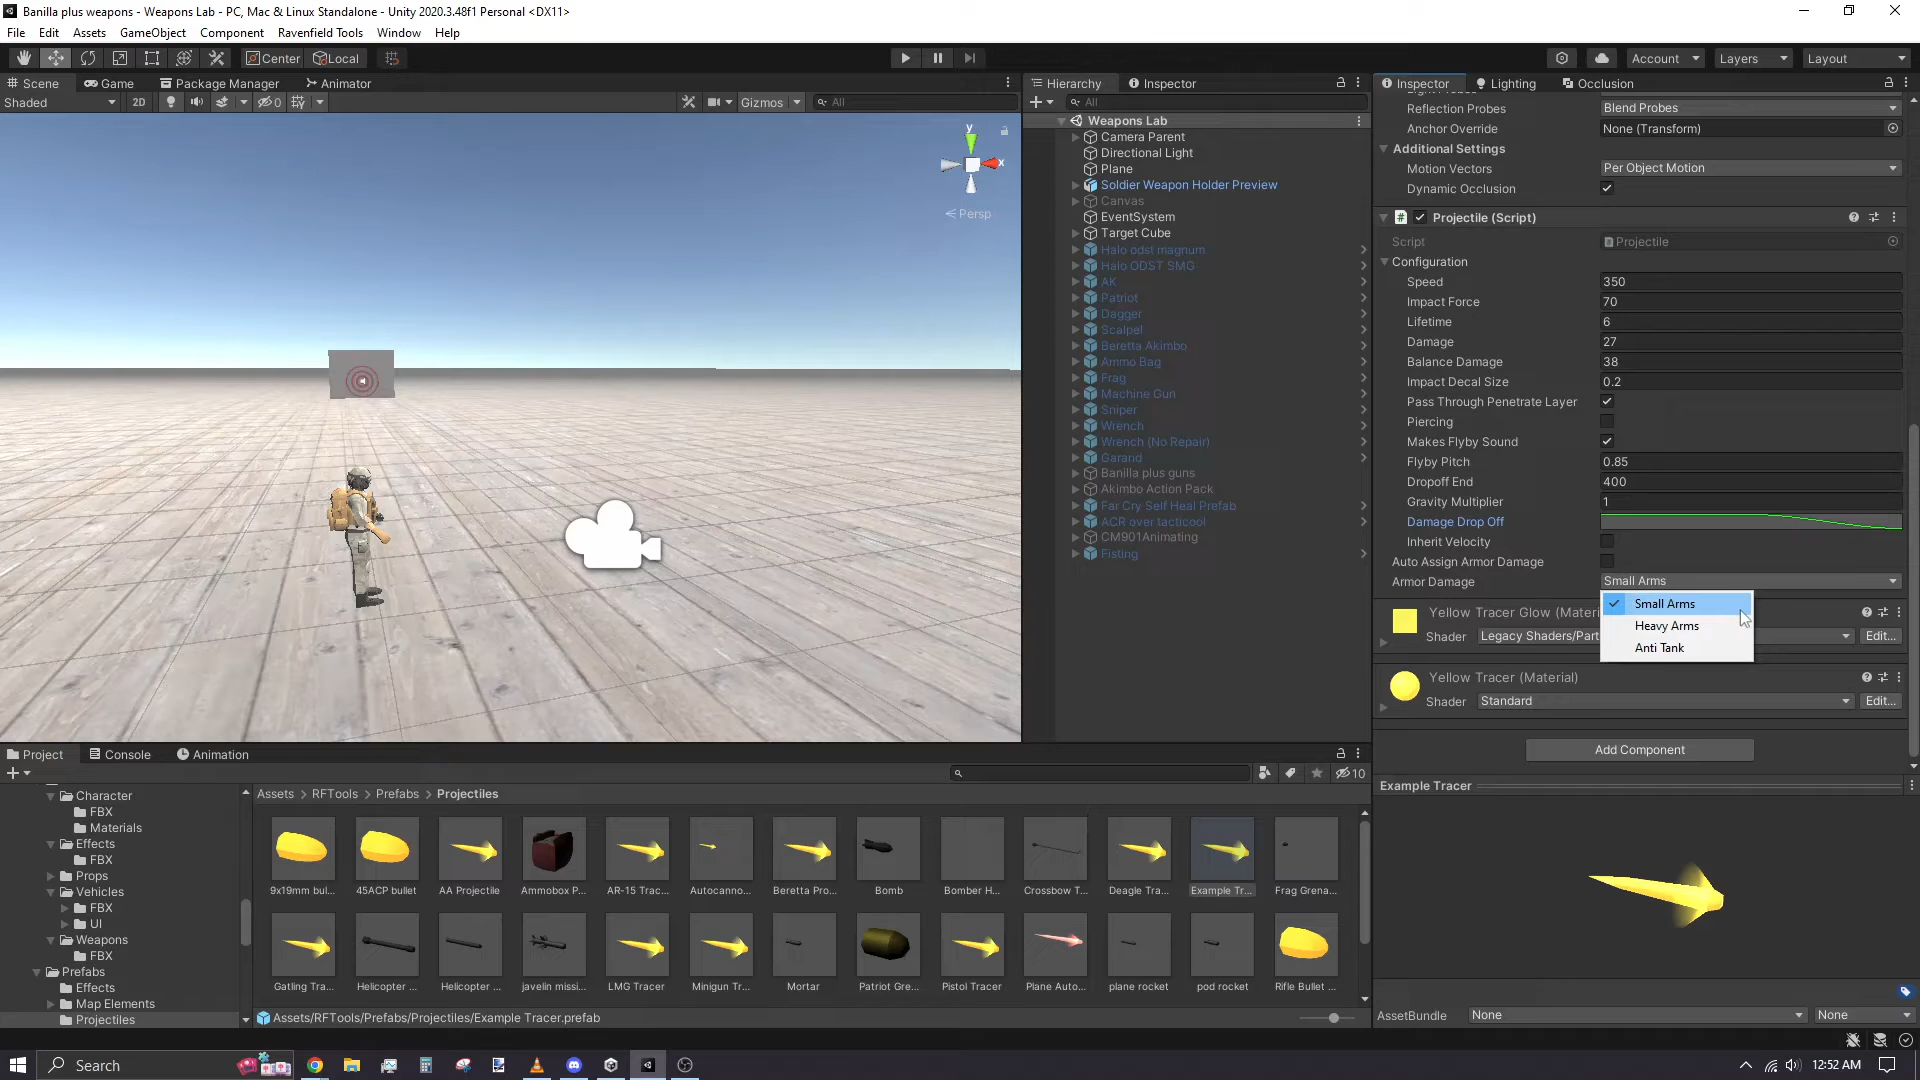 Banilla plus weapons - Weapons Lab - PC, Mac & Linux Standalone - Unity 2020.3.48f1 Personal <DX11>
File Edit Assets GameObject Component Ravenfield Tools Window Help
Center Local Account Layers Layout
Scene Game Package Manager Animator
Shaded 2D 0 Gizmos All
y
x
Persp
Hierarchy Inspector
All
Weapons Lab
Camera Parent
Directional Light
Plane
Soldier Weapon Holder Preview
Canvas
EventSystem
Target Cube
Halo odst magnum
Halo ODST SMG
AK
Patriot
Dagger
Scalpel
Beretta Akimbo
Ammo Bag
Frag
Machine Gun
Sniper
Wrench
Wrench (No Repair)
Garand
Banilla plus guns
Akimbo Action Pack
Far Cry Self Heal Prefab
ACR over tacticool
CM901Animating
Fisting
Inspector Lighting Occlusion
Reflection Probes Blend Probes
Anchor Override None (Transform)
Additional Settings
Motion Vectors Per Object Motion
Dynamic Occlusion
Projectile (Script)
Script Projectile
Configuration
Speed 350
Impact Force 70
Lifetime 6
Damage 27
Balance Damage 38
Impact Decal Size 0.2
Pass Through Penetrate Layer
Piercing
Makes Flyby Sound
Flyby Pitch 0.85
Dropoff End 400
Gravity Multiplier 1
Damage Drop Off
Inherit Velocity
Auto Assign Armor Damage
Armor Damage Small Arms
Small Arms
Heavy Arms
Anti Tank
Yellow Tracer Glow (Materi
Shader Legacy Shaders/Part Edit...
Yellow Tracer (Material)
Shader Standard Edit...
Add Component
Example Tracer
AssetBundle None None
Project Console Animation
10
Character
FBX
Materials
Effects
FBX
Props
Vehicles
FBX
UI
Weapons
FBX
Prefabs
Effects
Map Elements
Projectiles
Assets RFTools Prefabs Projectiles
9x19mm bul... 45ACP bullet AA Projectile Ammobox P... AR-15 Trac... Autocanno... Beretta Pro... Bomb Bomber H... Crossbow T... Deagle Tra... Example Tr... Frag Grena...
Gatling Tra... Helicopter ... Helicopter ... javelin missi... LMG Tracer Minigun Tr... Mortar Patriot Gre... Pistol Tracer Plane Auto... plane rocket pod rocket Rifle Bullet ...
Assets/RFTools/Prefabs/Projectiles/Example Tracer.prefab
Search 12:52 AM